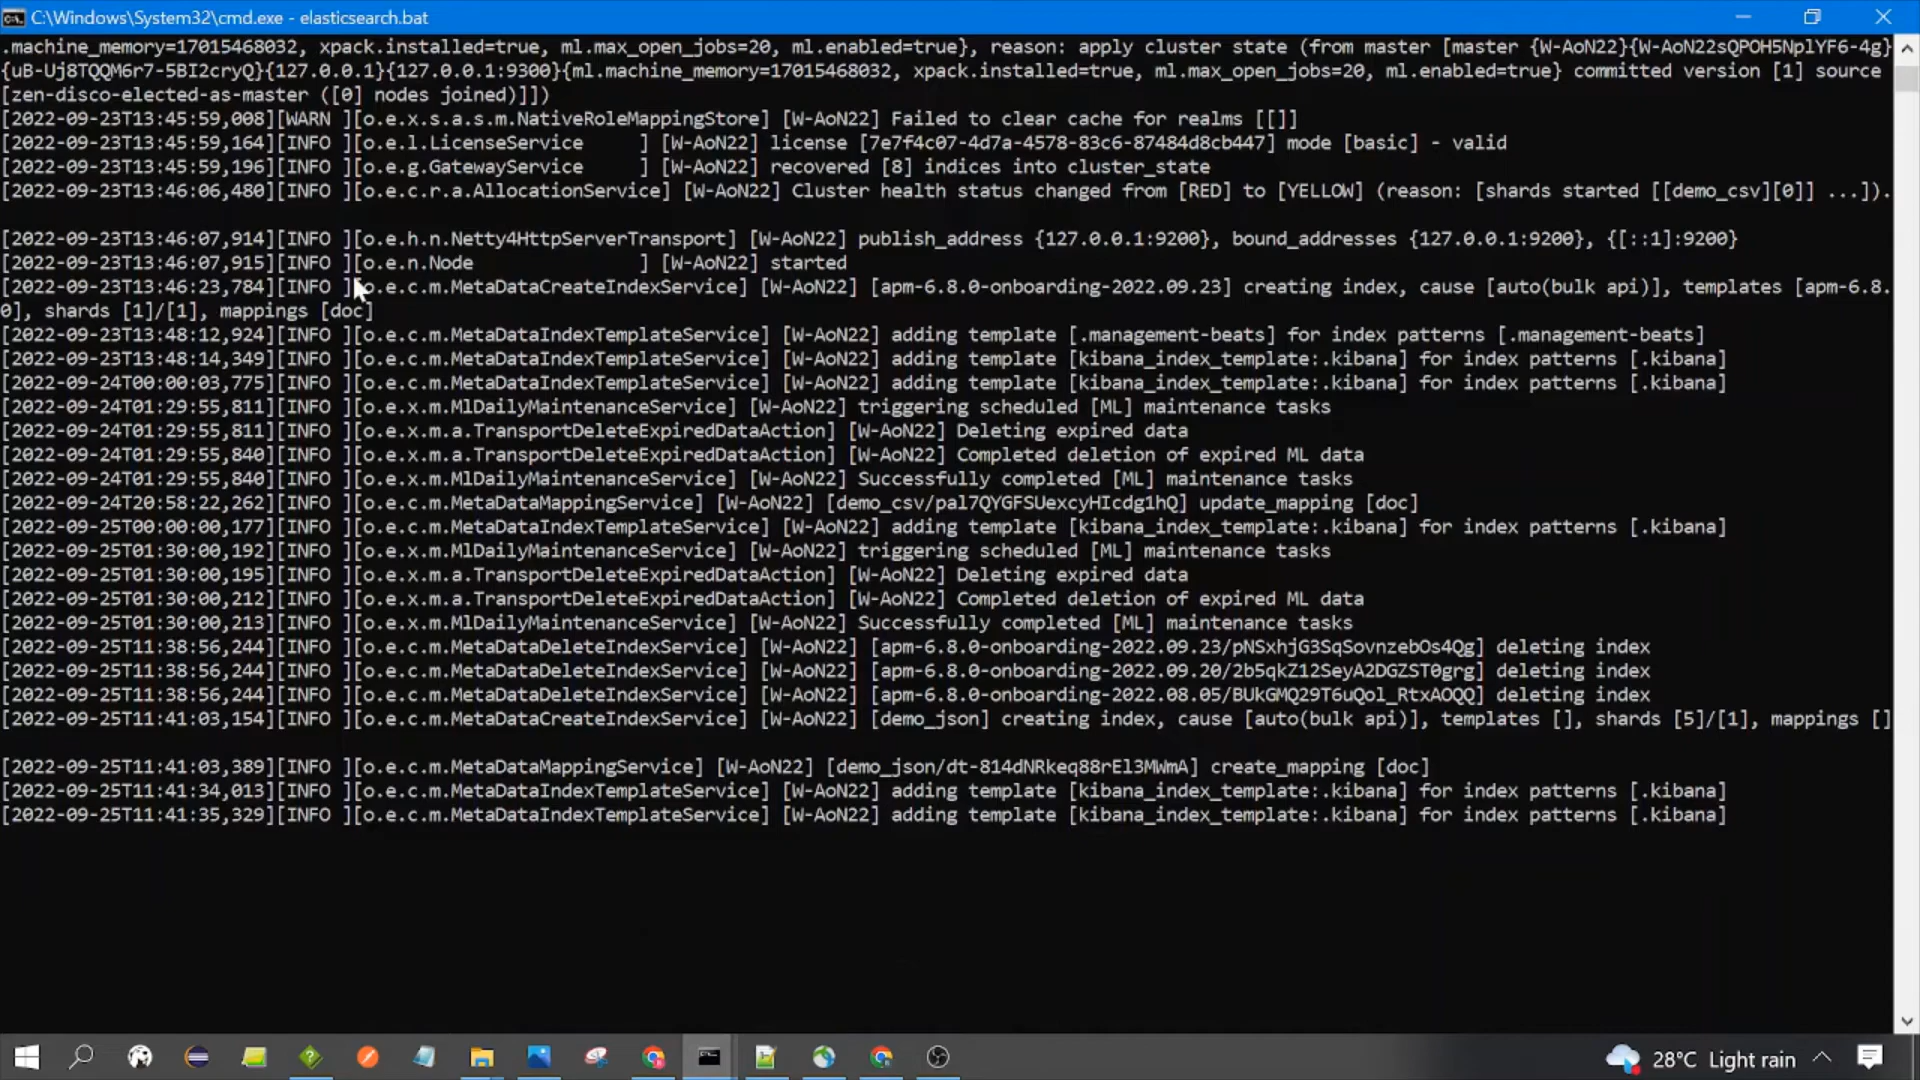 C:\Windows\System32\cmd.exe - elasticsearch.bat
.machine_memory=17015468032, xpack.installed=true, ml.max_open_jobs=20, ml.enabled=true}, reason: apply cluster state (from master [master {W-AoN22}{W-AoN22sQPOH5NplYF6-4g}
{uB-Uj8TQQM6r7-5BI2cryQ}{127.0.0.1}{127.0.0.1:9300}{ml.machine_memory=17015468032, xpack.installed=true, ml.max_open_jobs=20, ml.enabled=true} committed version [1] source
[zen-disco-elected-as-master ([0] nodes joined)]])
[2022-09-23T13:45:59,008][WARN ][o.e.x.s.a.s.m.NativeRoleMappingStore] [W-AoN22] Failed to clear cache for realms [[]]
[2022-09-23T13:45:59,164][INFO ][o.e.l.LicenseService     ] [W-AoN22] license [7e7f4c07-4d7a-4578-83c6-87484d8cb447] mode [basic] - valid
[2022-09-23T13:45:59,196][INFO ][o.e.g.GatewayService     ] [W-AoN22] recovered [8] indices into cluster_state
[2022-09-23T13:46:06,480][INFO ][o.e.c.r.a.AllocationService] [W-AoN22] Cluster health status changed from [RED] to [YELLOW] (reason: [shards started [[demo_csv][0]] ...]).
[2022-09-23T13:46:07,914][INFO ][o.e.h.n.Netty4HttpServerTransport] [W-AoN22] publish_address {127.0.0.1:9200}, bound_addresses {127.0.0.1:9200}, {[::1]:9200}
[2022-09-23T13:46:07,915][INFO ][o.e.n.Node               ] [W-AoN22] started
[2022-09-23T13:46:23,784][INFO ][o.e.c.m.MetaDataCreateIndexService] [W-AoN22] [apm-6.8.0-onboarding-2022.09.23] creating index, cause [auto(bulk api)], templates [apm-6.8.
0], shards [1]/[1], mappings [doc]
[2022-09-23T13:48:12,924][INFO ][o.e.c.m.MetaDataIndexTemplateService] [W-AoN22] adding template [.management-beats] for index patterns [.management-beats]
[2022-09-23T13:48:14,349][INFO ][o.e.c.m.MetaDataIndexTemplateService] [W-AoN22] adding template [kibana_index_template:.kibana] for index patterns [.kibana]
[2022-09-24T00:00:03,775][INFO ][o.e.c.m.MetaDataIndexTemplateService] [W-AoN22] adding template [kibana_index_template:.kibana] for index patterns [.kibana]
[2022-09-24T01:29:55,811][INFO ][o.e.x.m.MlDailyMaintenanceService] [W-AoN22] triggering scheduled [ML] maintenance tasks
[2022-09-24T01:29:55,811][INFO ][o.e.x.m.a.TransportDeleteExpiredDataAction] [W-AoN22] Deleting expired data
[2022-09-24T01:29:55,840][INFO ][o.e.x.m.a.TransportDeleteExpiredDataAction] [W-AoN22] Completed deletion of expired ML data
[2022-09-24T01:29:55,840][INFO ][o.e.x.m.MlDailyMaintenanceService] [W-AoN22] Successfully completed [ML] maintenance tasks
[2022-09-24T20:58:22,262][INFO ][o.e.c.m.MetaDataMappingService] [W-AoN22] [demo_csv/pal7QYGFSUexcyHIcdg1hQ] update_mapping [doc]
[2022-09-25T00:00:00,177][INFO ][o.e.c.m.MetaDataIndexTemplateService] [W-AoN22] adding template [kibana_index_template:.kibana] for index patterns [.kibana]
[2022-09-25T01:30:00,192][INFO ][o.e.x.m.MlDailyMaintenanceService] [W-AoN22] triggering scheduled [ML] maintenance tasks
[2022-09-25T01:30:00,195][INFO ][o.e.x.m.a.TransportDeleteExpiredDataAction] [W-AoN22] Deleting expired data
[2022-09-25T01:30:00,212][INFO ][o.e.x.m.a.TransportDeleteExpiredDataAction] [W-AoN22] Completed deletion of expired ML data
[2022-09-25T01:30:00,213][INFO ][o.e.x.m.MlDailyMaintenanceService] [W-AoN22] Successfully completed [ML] maintenance tasks
[2022-09-25T11:38:56,244][INFO ][o.e.c.m.MetaDataDeleteIndexService] [W-AoN22] [apm-6.8.0-onboarding-2022.09.23/pNSxhjG3SqSovnzebOs4Qg] deleting index
[2022-09-25T11:38:56,244][INFO ][o.e.c.m.MetaDataDeleteIndexService] [W-AoN22] [apm-6.8.0-onboarding-2022.09.20/2b5qkZ12SeyA2DGZST0grg] deleting index
[2022-09-25T11:38:56,244][INFO ][o.e.c.m.MetaDataDeleteIndexService] [W-AoN22] [apm-6.8.0-onboarding-2022.08.05/BUkGMQ29T6uQol_RtxAOQQ] deleting index
[2022-09-25T11:41:03,154][INFO ][o.e.c.m.MetaDataCreateIndexService] [W-AoN22] [demo_json] creating index, cause [auto(bulk api)], templates [], shards [5]/[1], mappings []
[2022-09-25T11:41:03,389][INFO ][o.e.c.m.MetaDataMappingService] [W-AoN22] [demo_json/dt-814dNRkeq88rEl3MWmA] create_mapping [doc]
[2022-09-25T11:41:34,013][INFO ][o.e.c.m.MetaDataIndexTemplateService] [W-AoN22] adding template [kibana_index_template:.kibana] for index patterns [.kibana]
[2022-09-25T11:41:35,329][INFO ][o.e.c.m.MetaDataIndexTemplateService] [W-AoN22] adding template [kibana_index_template:.kibana] for index patterns [.kibana]
28°C Light rain